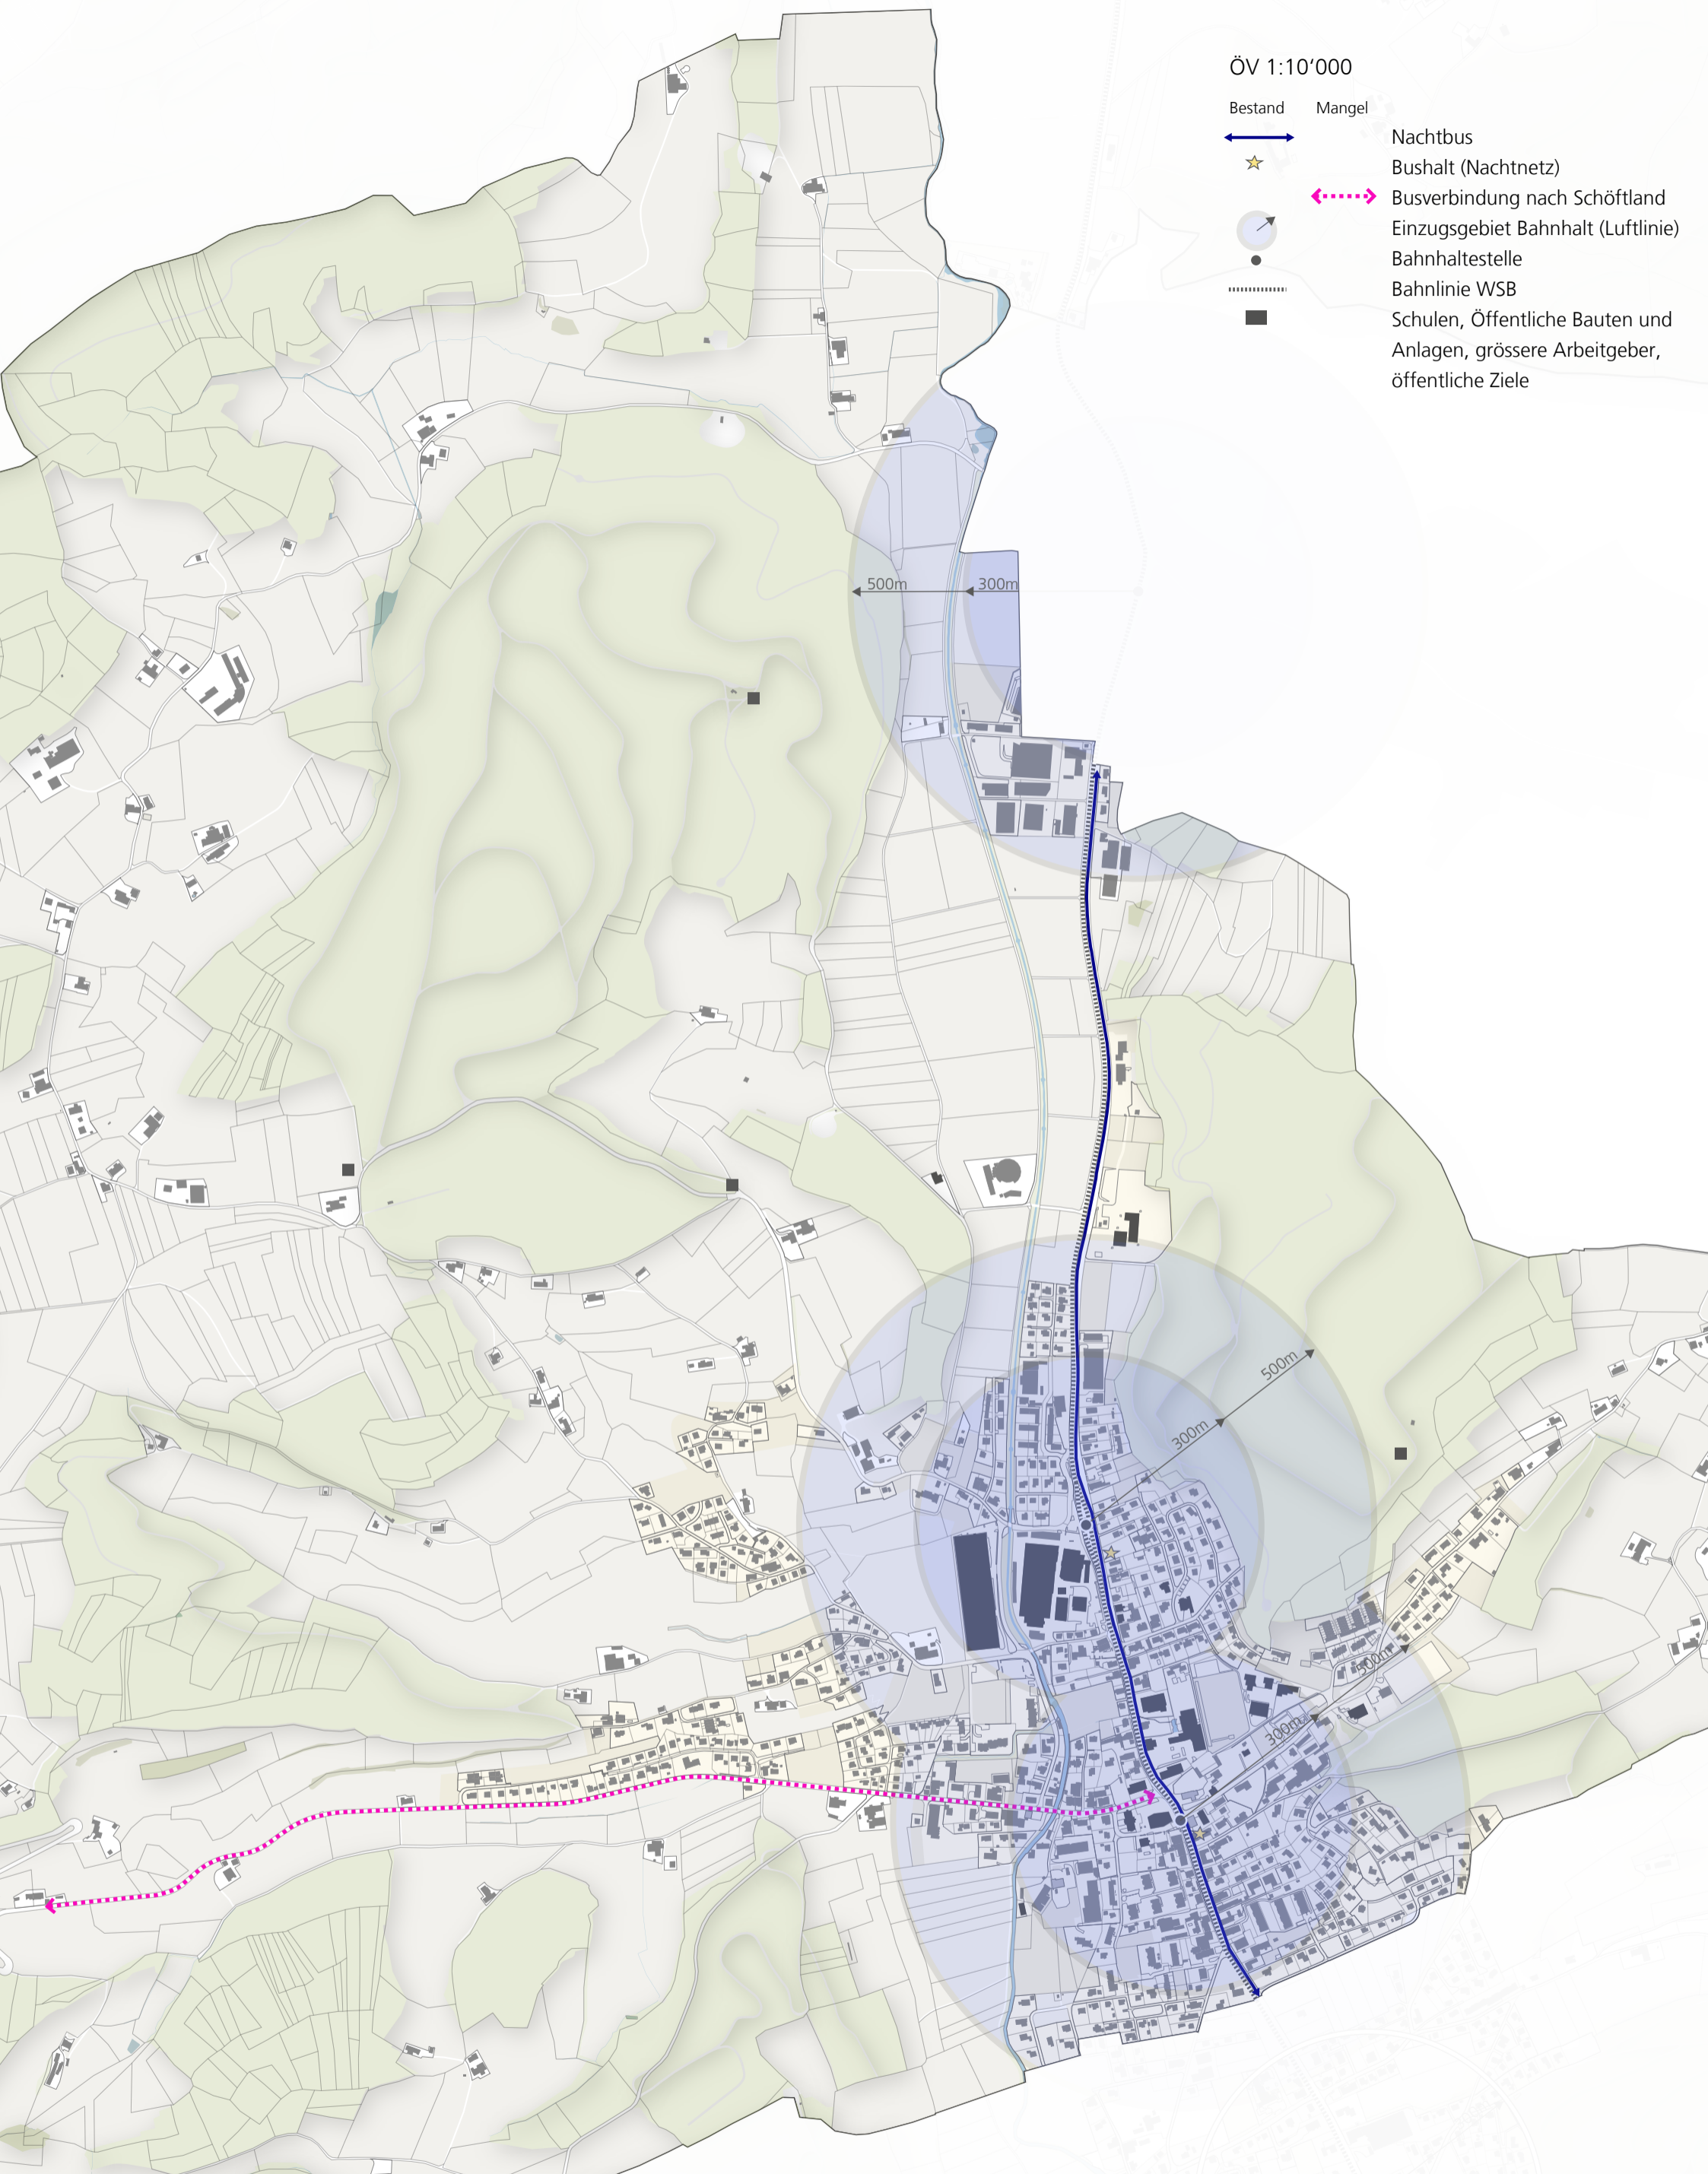 ÖV 1:10‘000
Bestand Mangel
Nachtbus
Bushalt (Nachtnetz)
Busverbindung nach Schöftland
Einzugsgebiet Bahnhalt (Luftlinie)
Bahnhaltestelle
Bahnlinie WSB
Schulen, Öffentliche Bauten und
Anlagen, grössere Arbeitgeber,
öffentliche Ziele
500m 300m
500m
300m
500m
300m